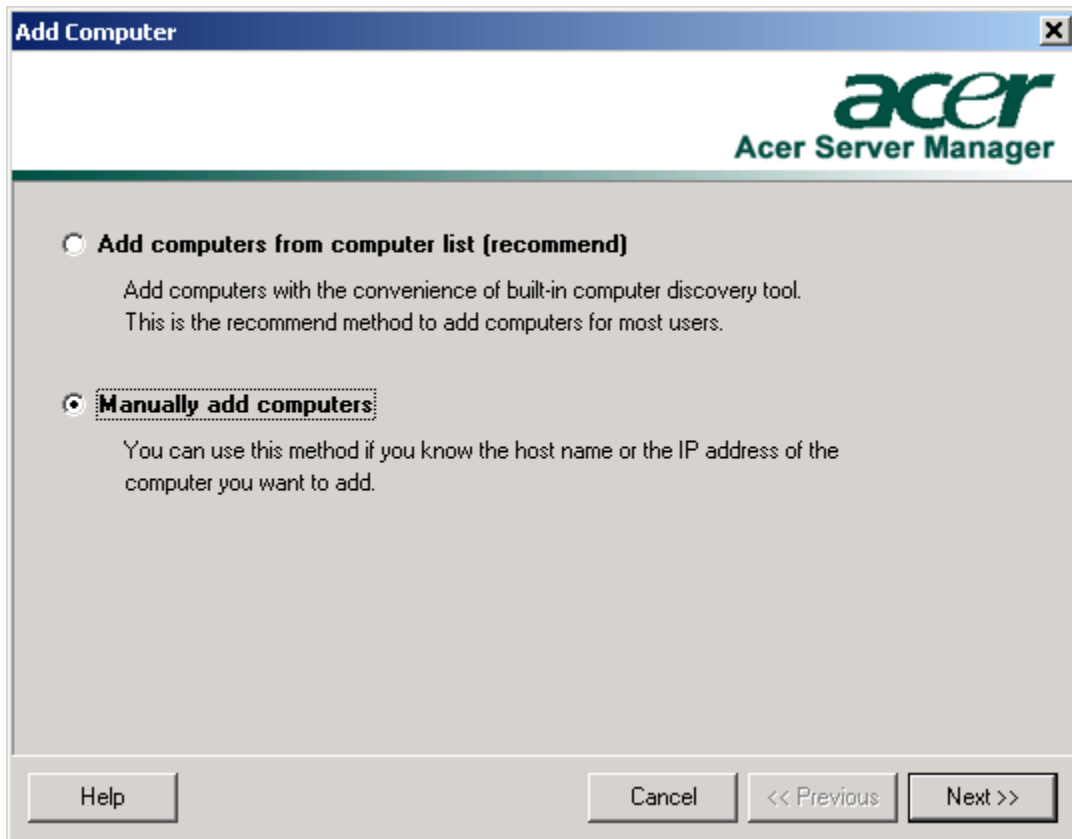 Add Computer
acer
Acer Server Manager
Add computers from computer list (recommend)
Add computers with the convenience of built-in computer discovery tool.
This is the recommend method to add computers for most users.
Manually add computers
You can use this method if you know the host name or the IP address of the
computer you want to add.
Help
Cancel
<< Previous
Next >>